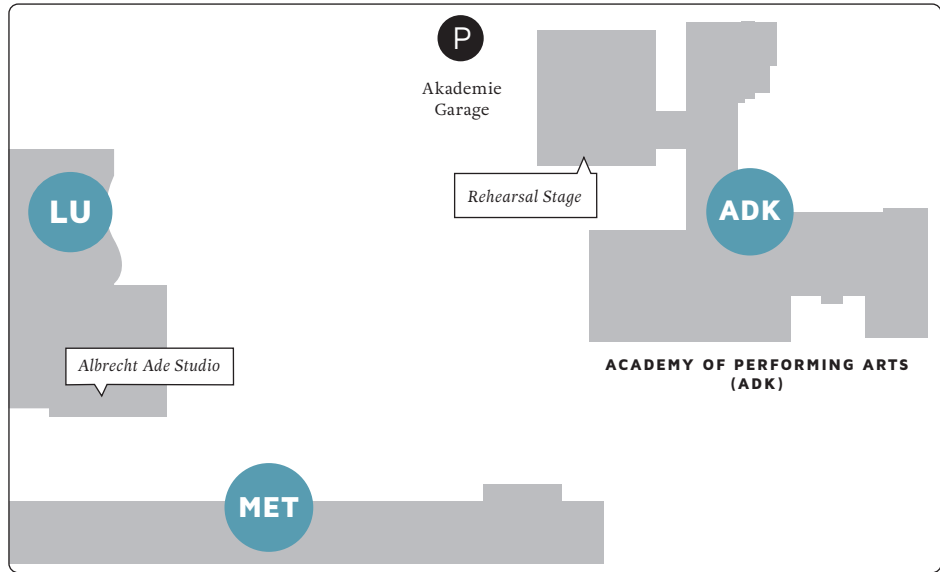 P
Akademie
Garage
Rehearsal Stage
LU
ADK
Albrecht Ade Studio
ACADEMY OF PERFORMING ARTS
(ADK)
MET